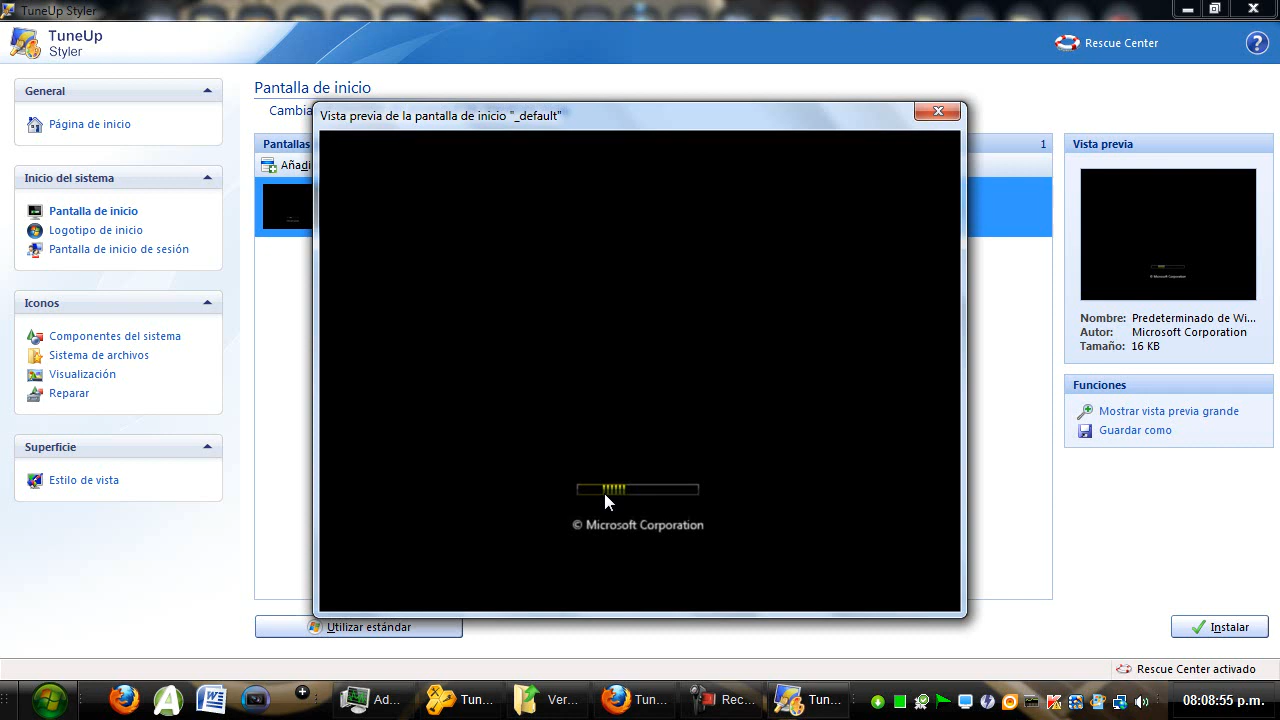 TuneUp Styler
TuneUp
Styler
Rescue Center
General
Página de inicio
Inicio del sistema
Pantalla de inicio
Logotipo de inicio
Pantalla de inicio de sesión
Iconos
Componentes del sistema
Sistema de archivos
Visualización
Reparar
Superficie
Estilo de vista
Pantalla de inicio
Cambia
Pantallas
1
Añadi
Vista previa de la pantalla de inicio "_default"
© Microsoft Corporation
Vista previa
© Microsoft Corporation
Nombre: Predeterminado de Wi...
Autor: Microsoft Corporation
Tamaño: 16 KB
Funciones
Mostrar vista previa grande
Guardar como
Utilizar estándar
Instalar
Rescue Center activado
Ad...
Tun...
Ver...
Tun...
Rec...
Tun...
08:08:55 p.m.